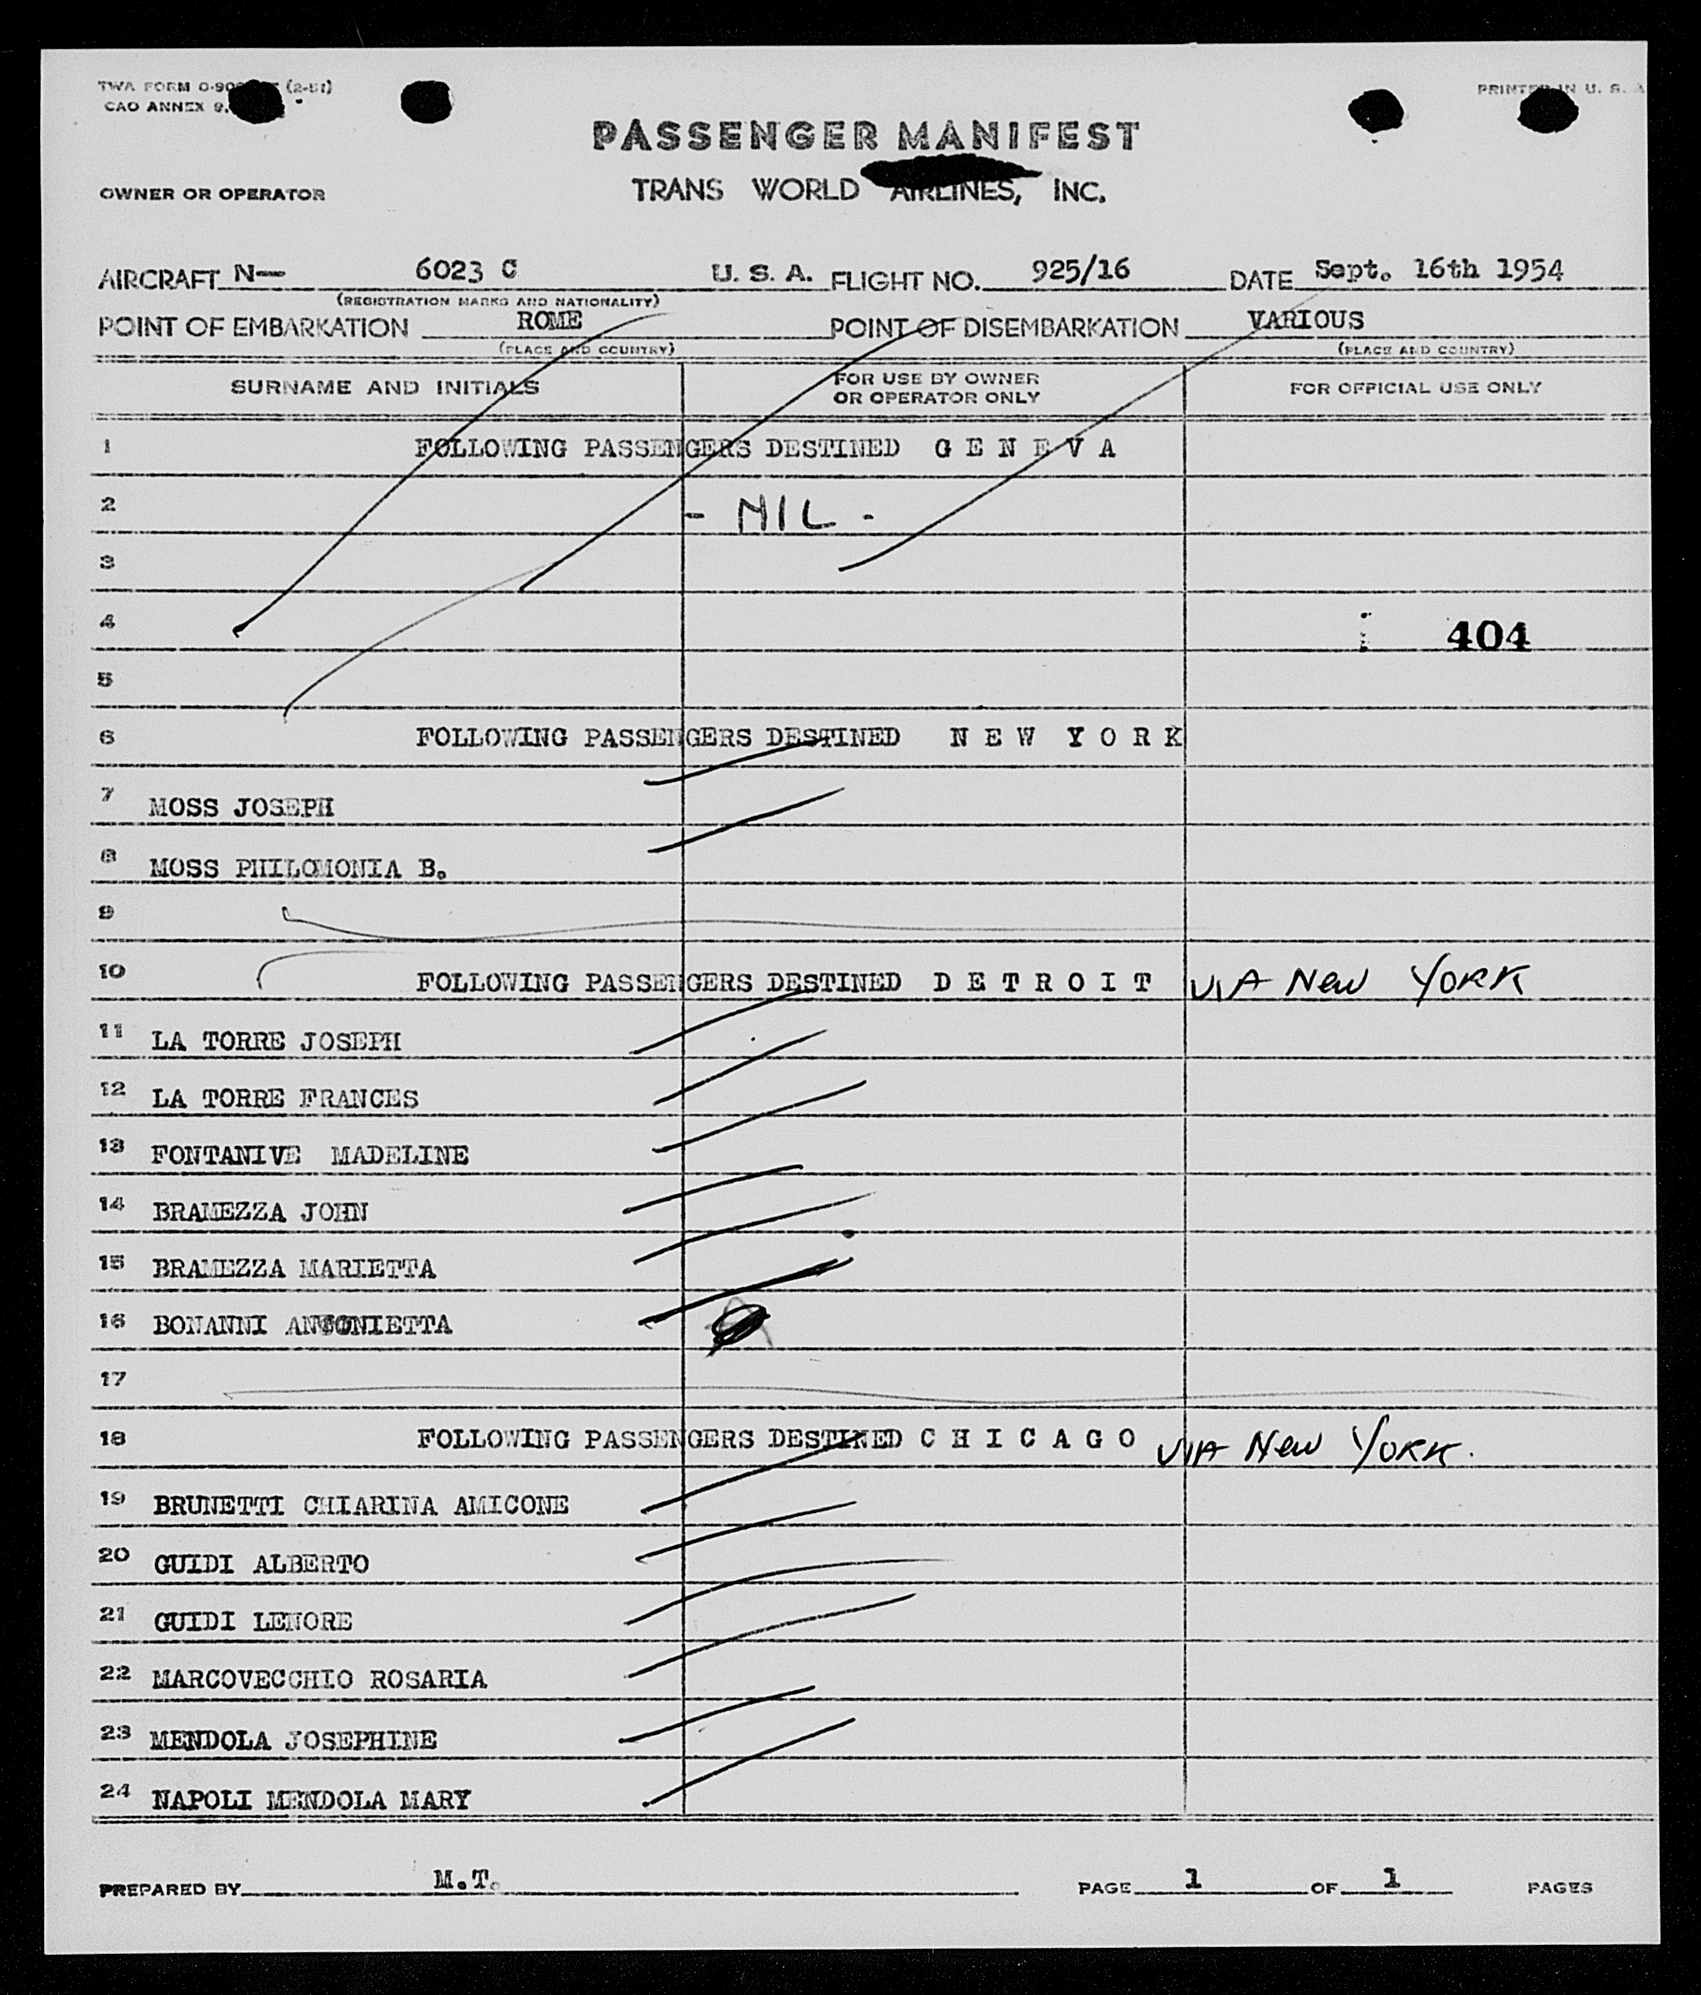 TWA FORM O-90 (2-51)
CAO ANNEX 9,
PRINTED IN U. S. A
PASSENGER MANIFEST
OWNER OR OPERATOR TRANS WORLD AIRLINES, INC.
AIRCRAFT N— 6023 C U. S. A. FLIGHT NO. 925/16 DATE Sept. 16th 1954
(REGISTRATION MARKS AND NATIONALITY)
POINT OF EMBARKATION ROME POINT OF DISEMBARKATION VARIOUS
(PLACE AND COUNTRY) (PLACE AND COUNTRY)
SURNAME AND INITIALS FOR USE BY OWNER OR OPERATOR ONLY FOR OFFICIAL USE ONLY
1 FOLLOWING PASSENGERS DESTINED G E N E V A
2 - NIL -
3
4 404
5
6 FOLLOWING PASSENGERS DESTINED N E W Y O R K
7 MOSS JOSEPH
8 MOSS PHILOMONIA B.
9
10 FOLLOWING PASSENGERS DESTINED D E T R O I T VIA New YORK
11 LA TORRE JOSEPH
12 LA TORRE FRANCES
13 FONTANIVE MADELINE
14 BRAMEZZA JOHN
15 BRAMEZZA MARIETTA
16 BONANNI ANTONIETTA
17
18 FOLLOWING PASSENGERS DESTINED C H I C A G O VIA New YORK.
19 BRUNETTI CHIARINA AMICONE
20 GUIDI ALBERTO
21 GUIDI LENORE
22 MARCOVECCHIO ROSARIA
23 MENDOLA JOSEPHINE
24 NAPOLI MENDOLA MARY
PREPARED BY M.T. PAGE 1 OF 1 PAGES